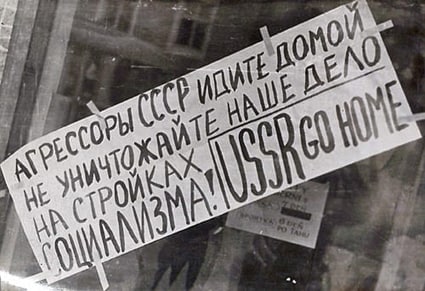 АГРЕССОРЫ СССР ИДИТЕ ДОМОЙ
НЕ УНИЧТОЖАЙТЕ НАШЕ ДЕЛО
НА СТРОЙКАХ
СОЦИАЛИЗМА!
USSR GO HOME